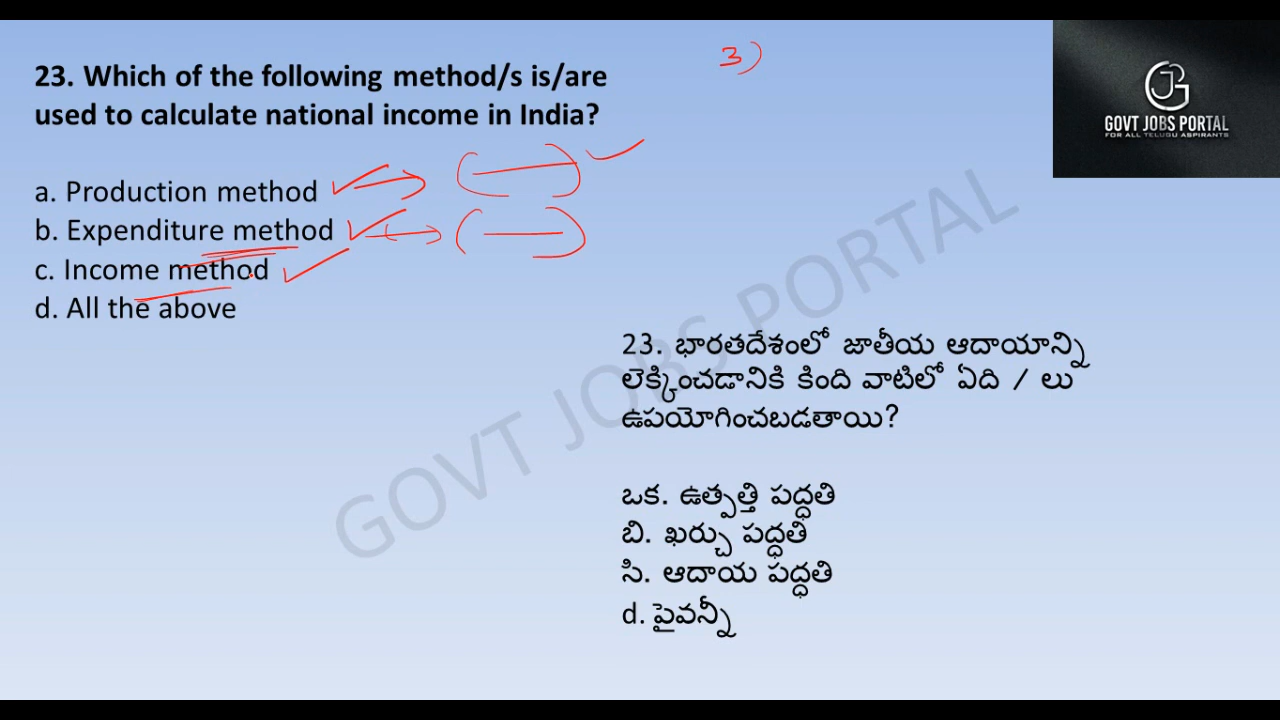 23. Which of the following method/s is/are
used to calculate national income in India?
3)
a. Production method
b. Expenditure method
c. Income method
d. All the above
JGP
GOVT JOBS PORTAL
FOR ALL TELUGU ASPIRANTS
GOVT JOBS PORTAL
23. భారతదేశంలో జాతీయ ఆదాయాన్ని
లెక్కించడానికి కింది వాటిలో ఏది / లు
ఉపయోగించబడతాయి?
ఒక. ఉత్పత్తి పద్ధతి
బి. ఖర్చు పద్ధతి
సి. ఆదాయ పద్ధతి
d. పైవన్నీ